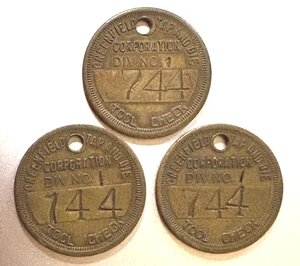 GREENFIELD TAP AND DIE
CORPORATION
DIV. NO. 1
744
TOOL CHECK
GREENFIELD TAP AND DIE
CORPORATION
DIV. NO. 1
744
TOOL CHECK
GREENFIELD TAP AND DIE
CORPORATION
DIV. NO. 1
744
TOOL CHECK